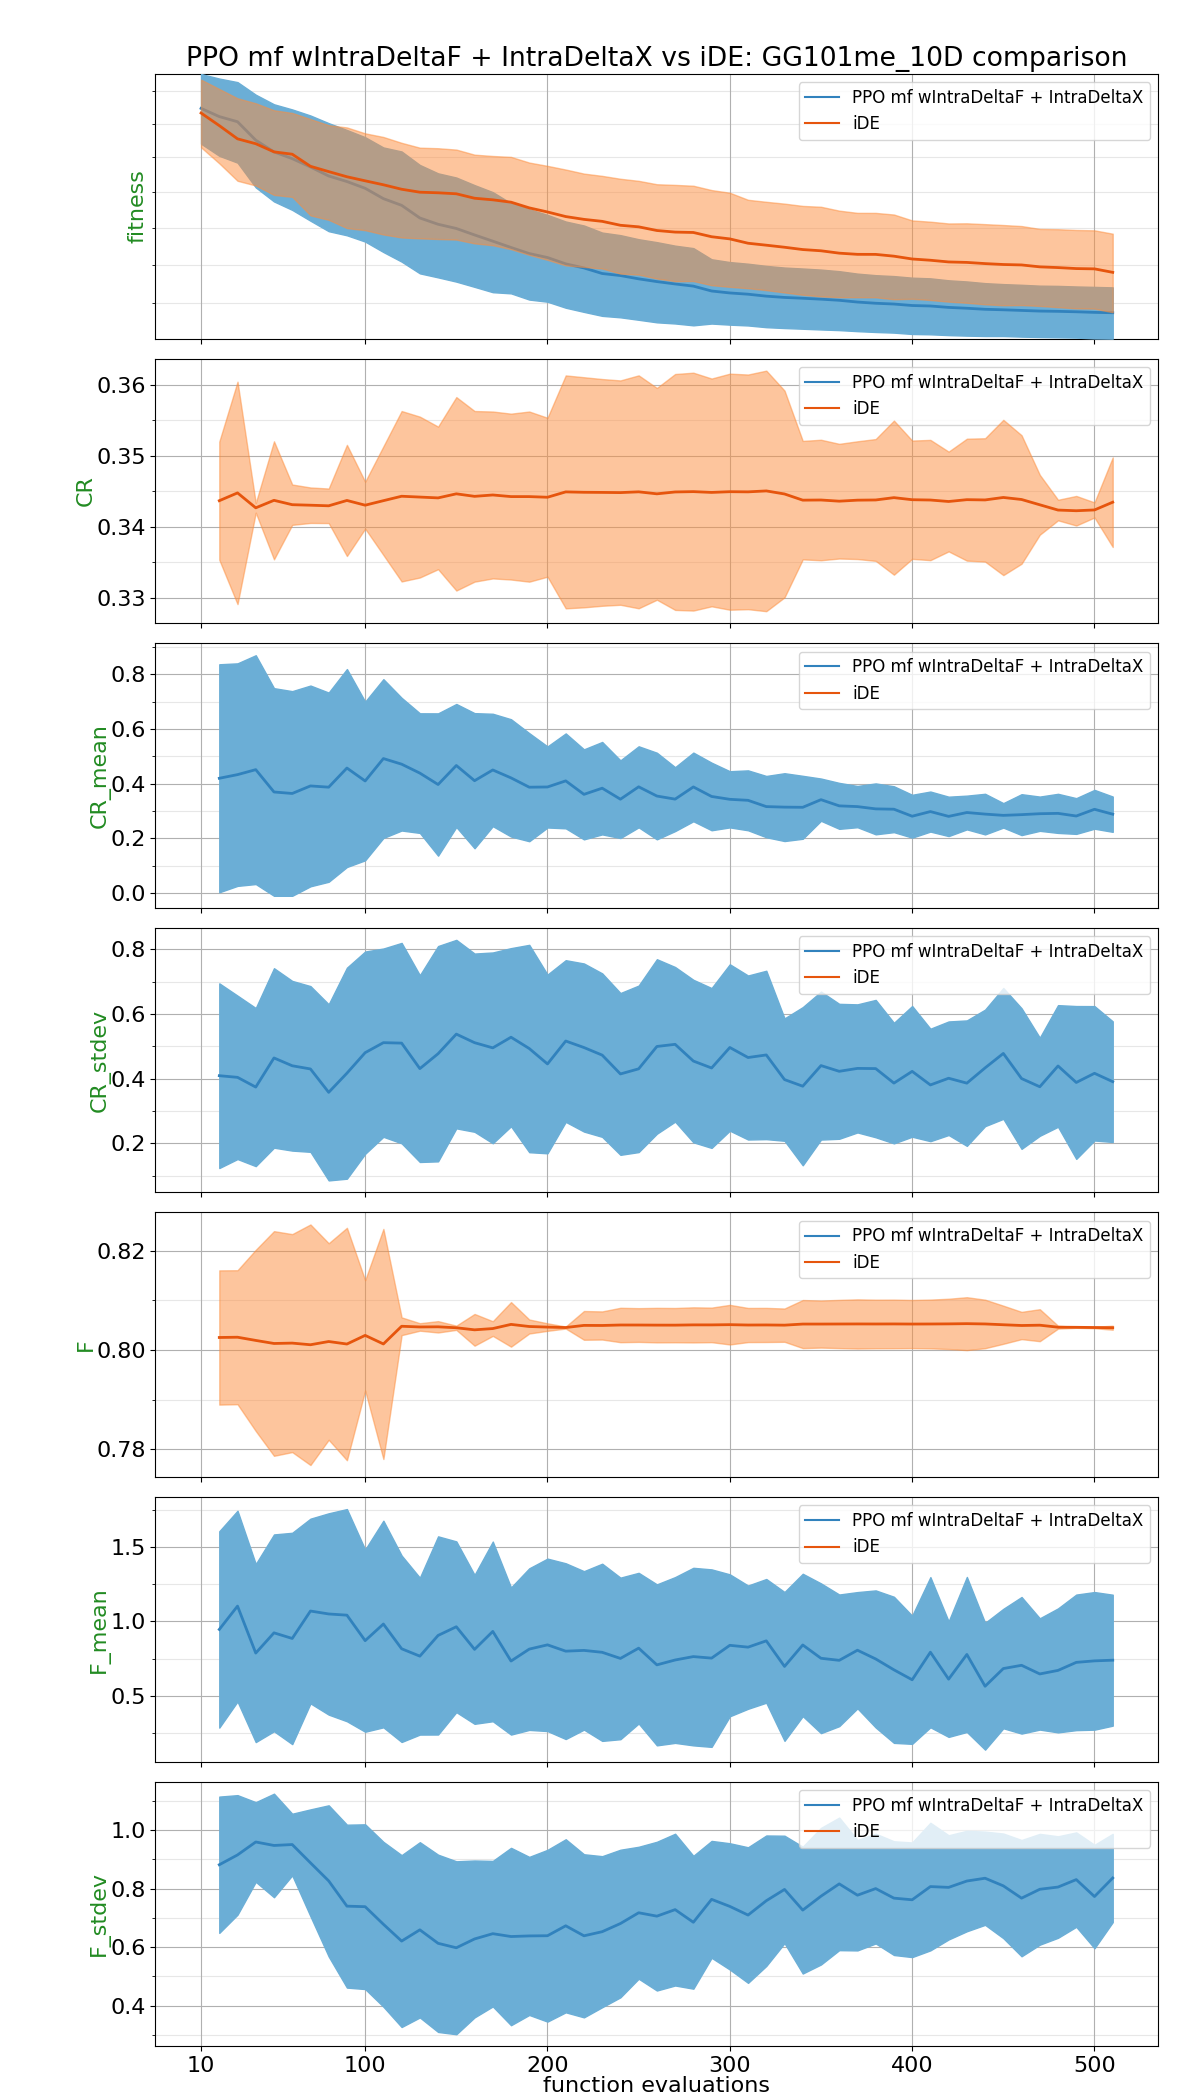 PPO mf wIntraDeltaF + IntraDeltaX vs iDE: GG101me_10D comparison
fitness
PPO mf wIntraDeltaF + IntraDeltaX
iDE
CR
0.36
0.35
0.34
0.33
PPO mf wIntraDeltaF + IntraDeltaX
iDE
CR_mean
0.8
0.6
0.4
0.2
0.0
PPO mf wIntraDeltaF + IntraDeltaX
iDE
CR_stdev
0.8
0.6
0.4
0.2
PPO mf wIntraDeltaF + IntraDeltaX
iDE
F
0.82
0.80
0.78
PPO mf wIntraDeltaF + IntraDeltaX
iDE
F_mean
1.5
1.0
0.5
PPO mf wIntraDeltaF + IntraDeltaX
iDE
F_stdev
1.0
0.8
0.6
0.4
PPO mf wIntraDeltaF + IntraDeltaX
iDE
10 100 200 300 400 500
function evaluations